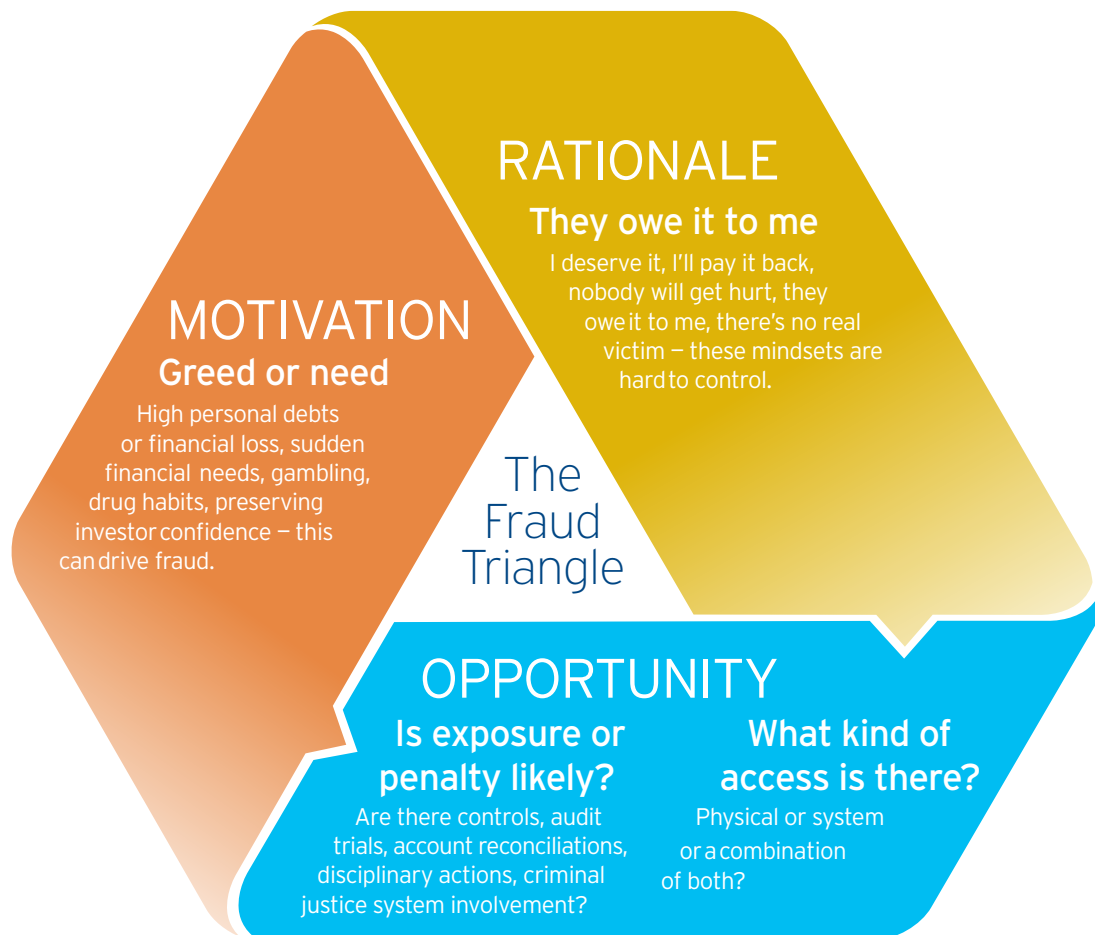 RATIONALE
They owe it to me
I deserve it, I'll pay it back,
nobody will get hurt, they
owe it to me, there's no real
victim – these mindsets are
hard to control.
MOTIVATION
Greed or need
High personal debts
or financial loss, sudden
financial needs, gambling,
drug habits, preserving
investor confidence – this
can drive fraud.
The
Fraud
Triangle
OPPORTUNITY
Is exposure or
penalty likely?
Are there controls, audit
trials, account reconciliations,
disciplinary actions, criminal
justice system involvement?
What kind of
access is there?
Physical or system
or a combination
of both?